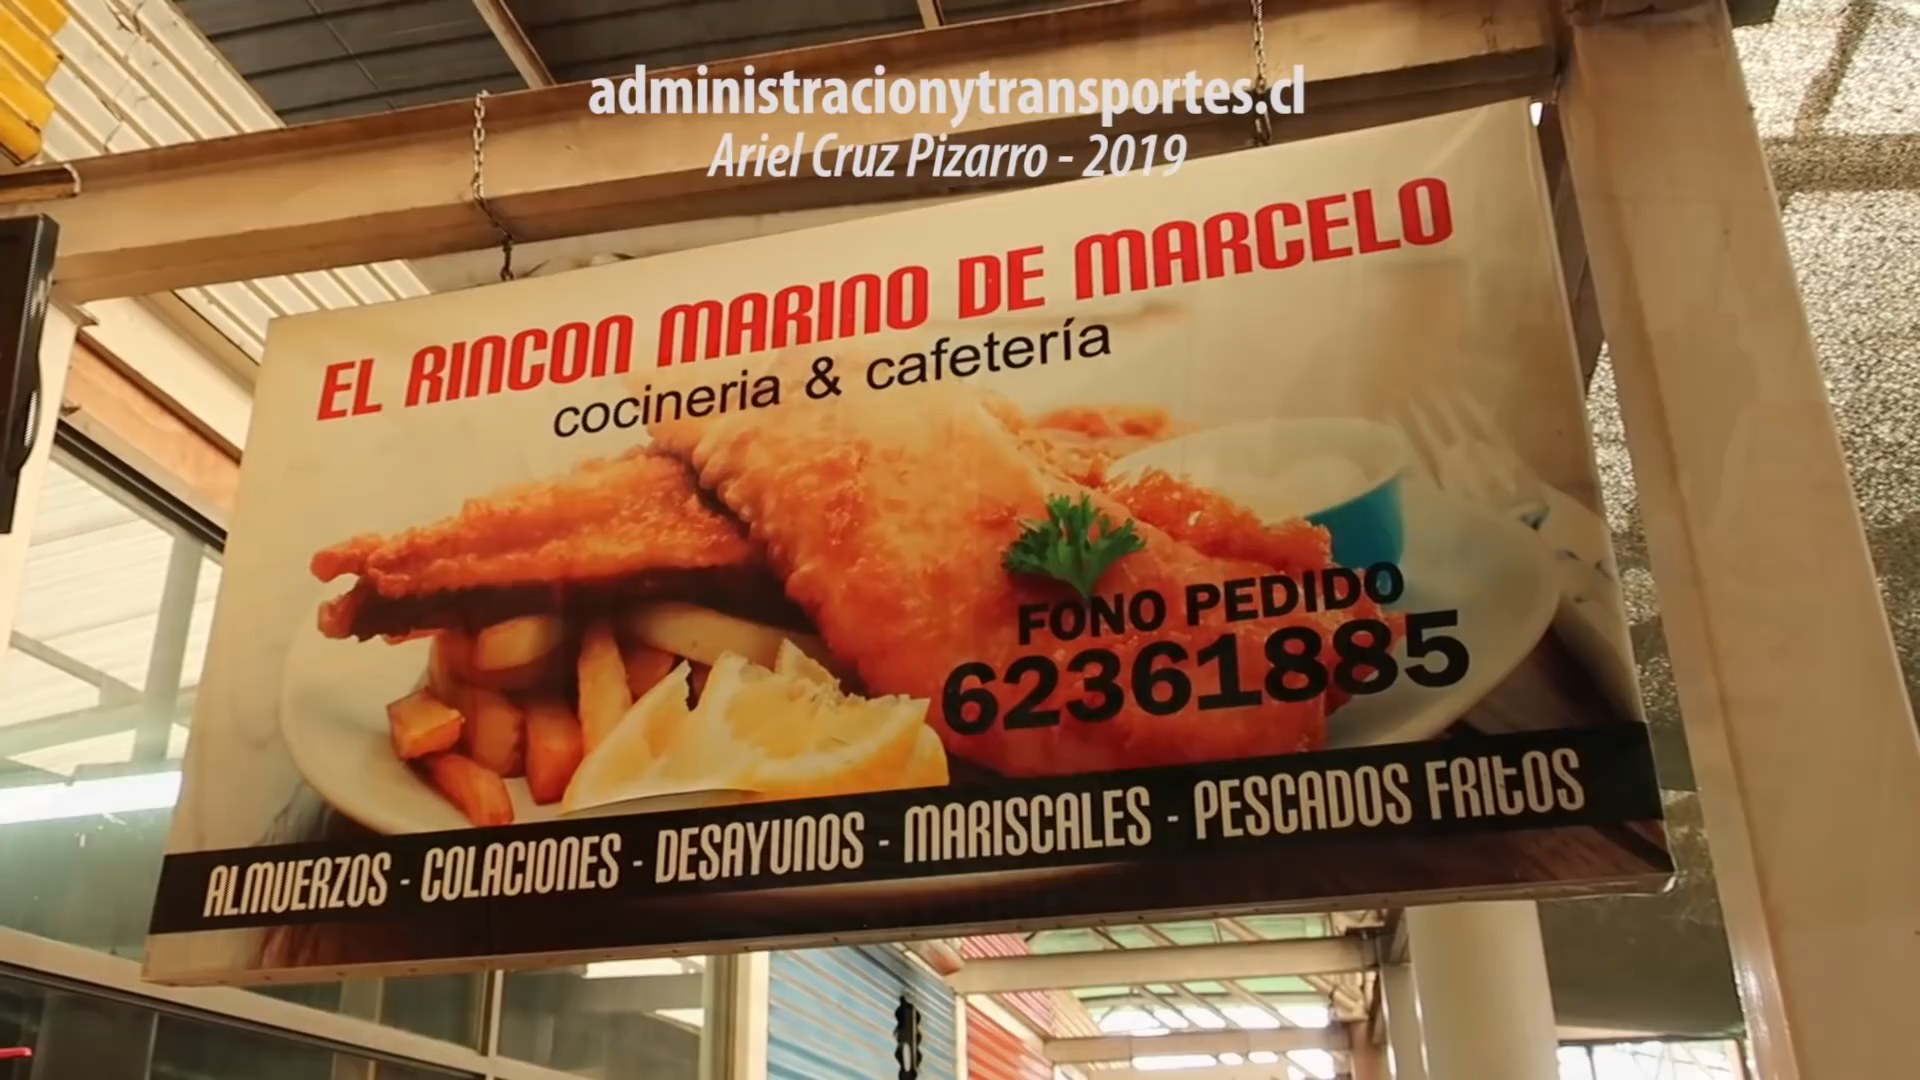 administracionytransportes.cl
Ariel Cruz Pizarro - 2019
EL RINCON MARINO DE MARCELO
cocineria & cafetería
FONO PEDIDO
62361885
ALMUERZOS - COLACIONES - DESAYUNOS - MARISCALES - PESCADOS FRITOS